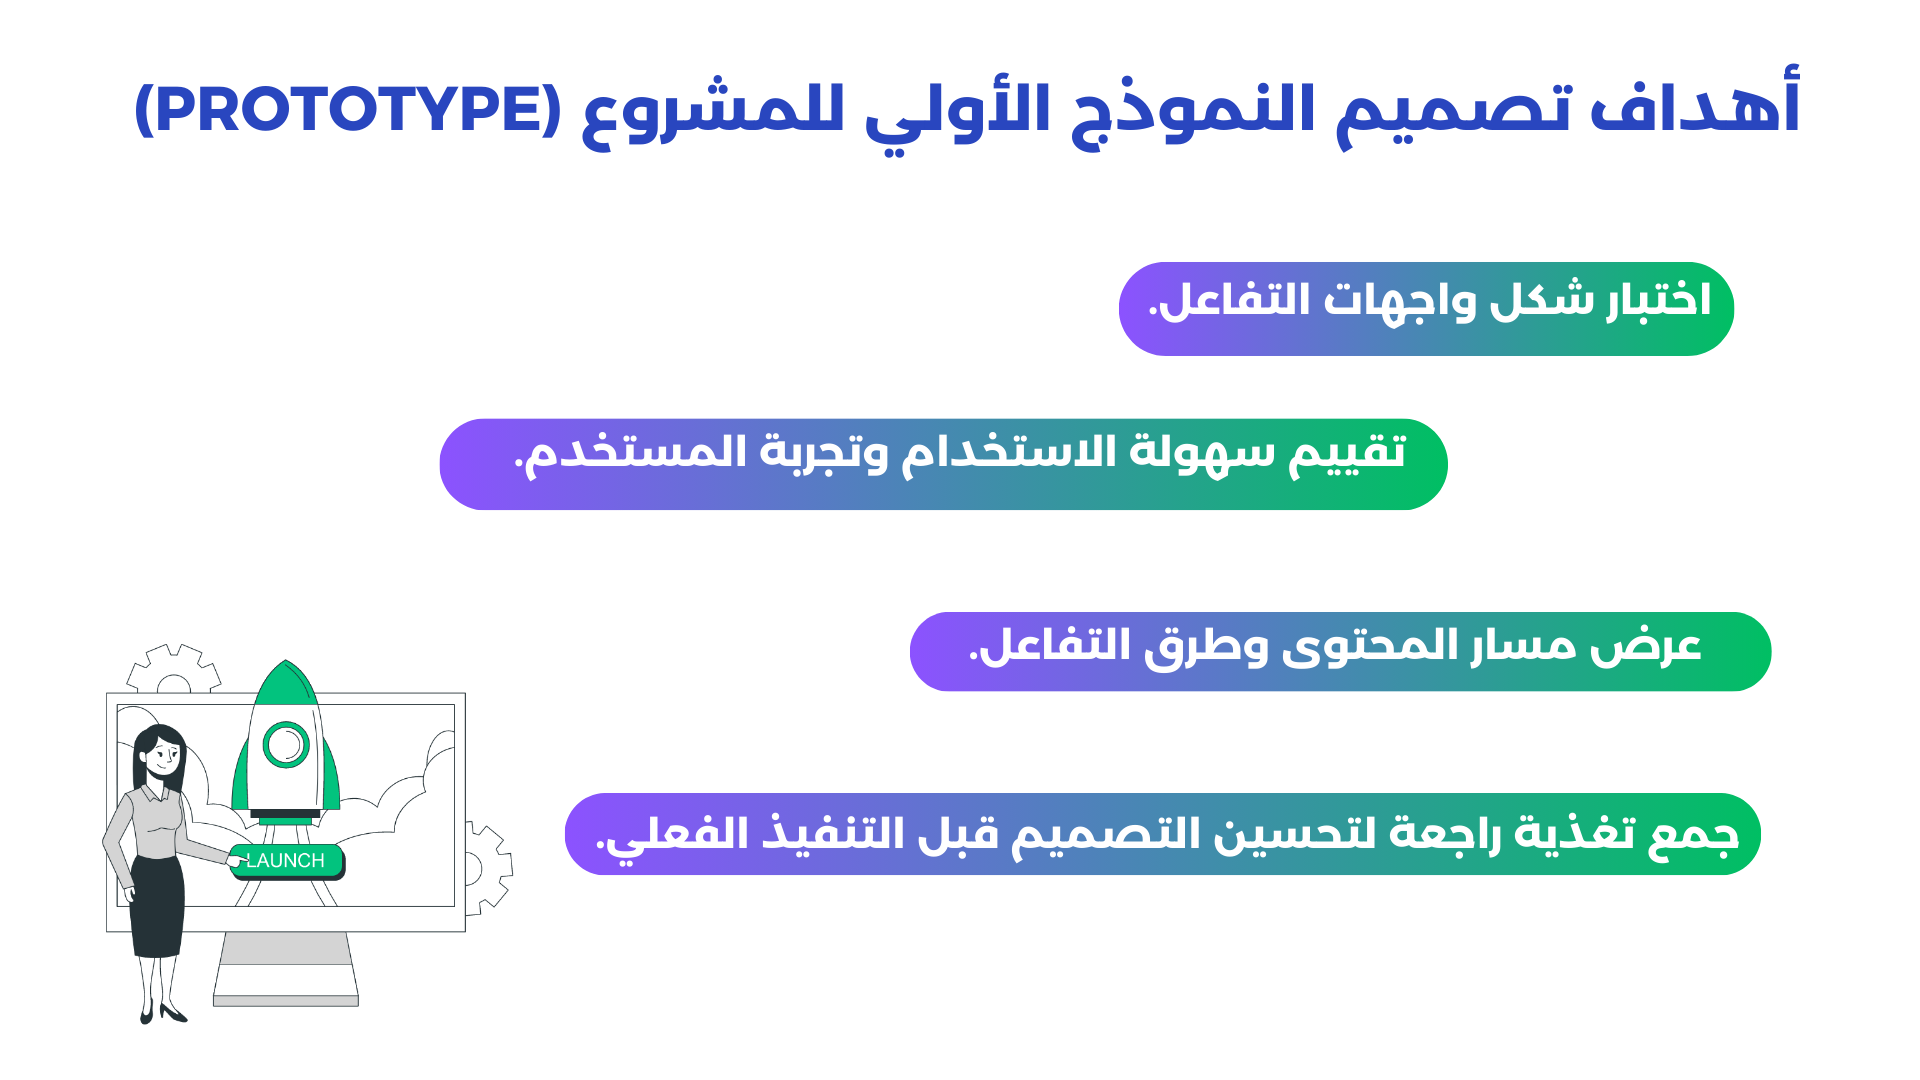 أهداف تصميم النموذج الأولي للمشروع (PROTOTYPE)
اختبار شكل واجهات التفاعل.
تقييم سهولة الاستخدام وتجربة المستخدم.
عرض مسار المحتوى وطرق التفاعل.
جمع تغذية راجعة لتحسين التصميم قبل التنفيذ الفعلي.
LAUNCH